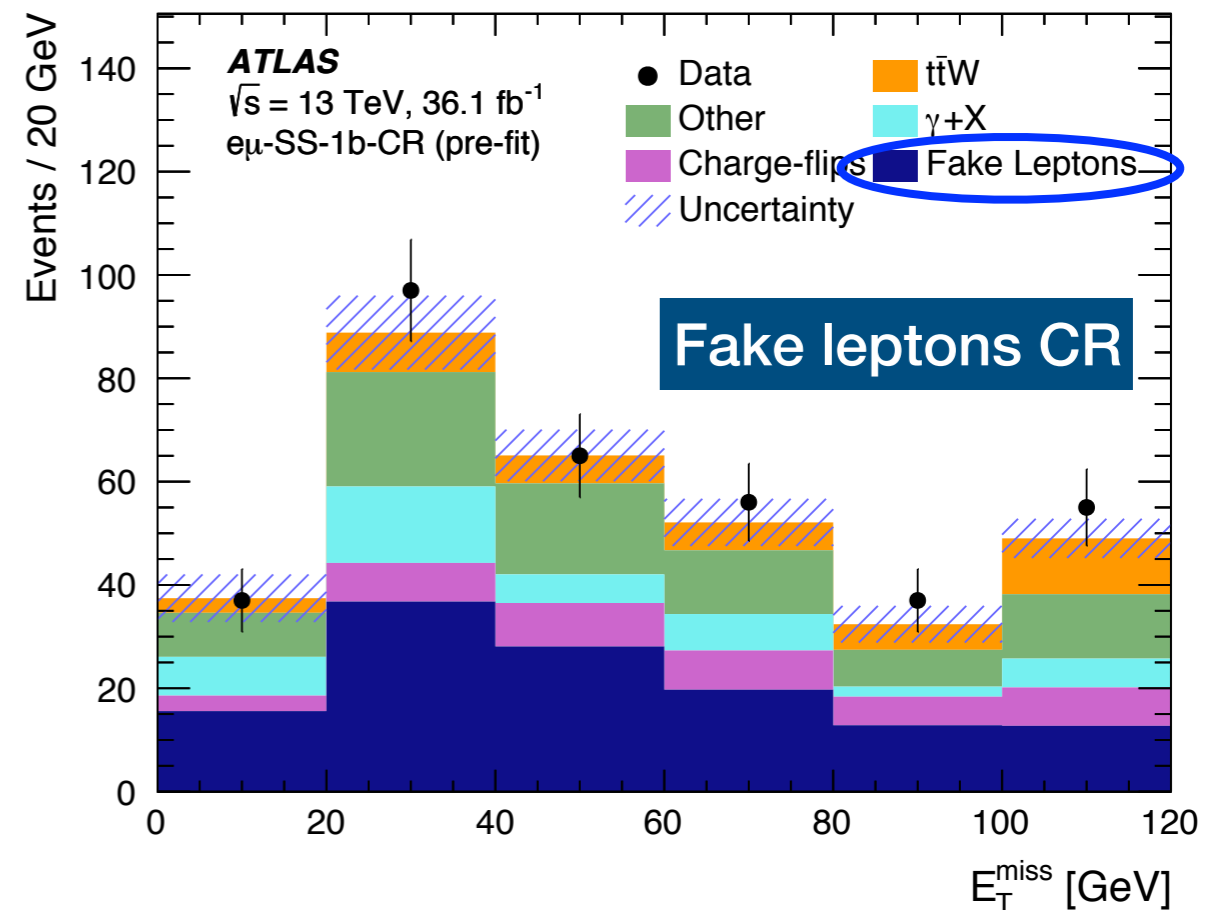 Events / 20 GeV
140
120
100
80
60
40
20
0
ATLAS
√s = 13 TeV, 36.1 fb⁻¹
eμ-SS-1b-CR (pre-fit)
Data
tt̄W
Other
γ+X
Charge-flips
Fake Leptons
Uncertainty
Fake leptons CR
0 20 40 60 80 100 120
E_T^miss [GeV]